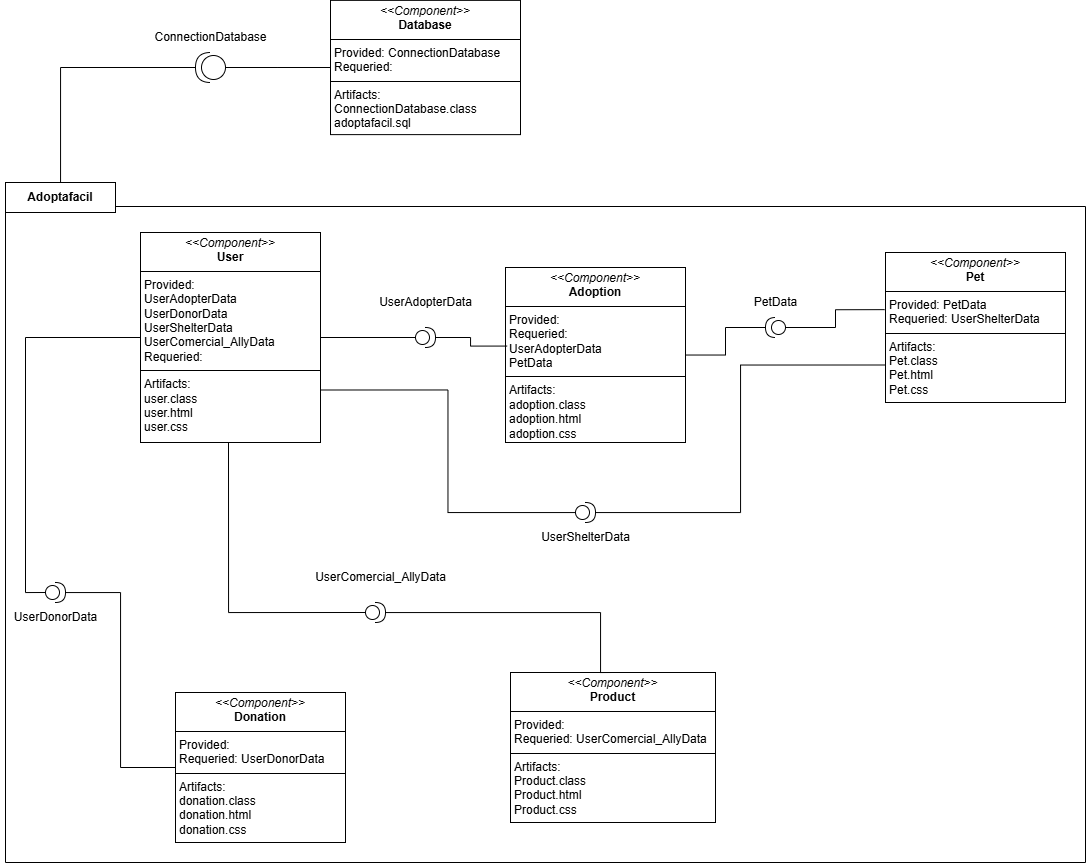 <<Component>>
Database
ConnectionDatabase
Provided: ConnectionDatabase
Requeried:
Artifacts:
ConnectionDatabase.class
adoptafacil.sql
Adoptafacil
<<Component>>
User
Provided:
UserAdopterData
UserDonorData
UserShelterData
UserComercial_AllyData
Requeried:
Artifacts:
user.class
user.html
user.css
UserAdopterData
<<Component>>
Adoption
Provided:
Requeried:
UserAdopterData
PetData
Artifacts:
adoption.class
adoption.html
adoption.css
PetData
<<Component>>
Pet
Provided: PetData
Requeried: UserShelterData
Artifacts:
Pet.class
Pet.html
Pet.css
UserShelterData
UserComercial_AllyData
UserDonorData
<<Component>>
Donation
Provided:
Requeried: UserDonorData
Artifacts:
donation.class
donation.html
donation.css
<<Component>>
Product
Provided:
Requeried: UserComercial_AllyData
Artifacts:
Product.class
Product.html
Product.css